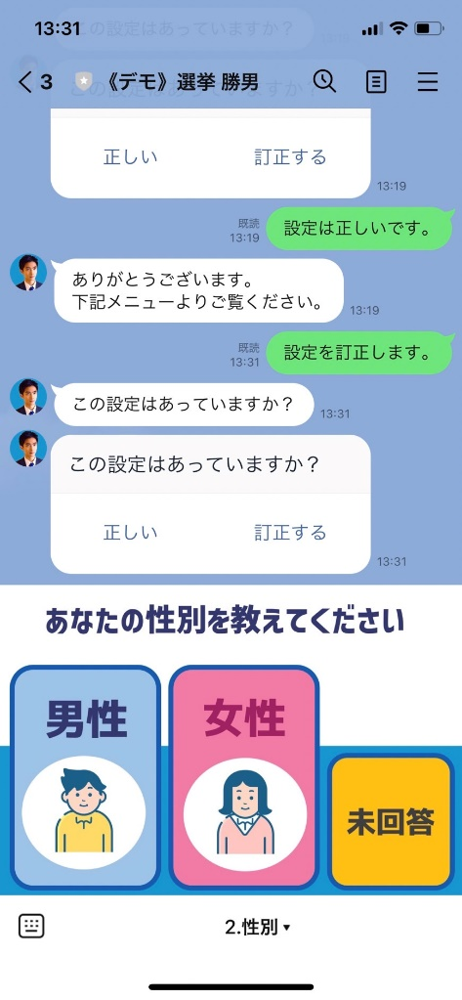 13:31
3
《デモ》選挙 勝男
正しい
訂正する
13:19
既読
13:19
設定は正しいです。
ありがとうございます。
下記メニューよりご覧ください。
13:19
既読
13:31
設定を訂正します。
この設定はあっていますか？
13:31
この設定はあっていますか？
正しい
訂正する
13:31
あなたの性別を教えてください
男性
女性
未回答
2.性別▼